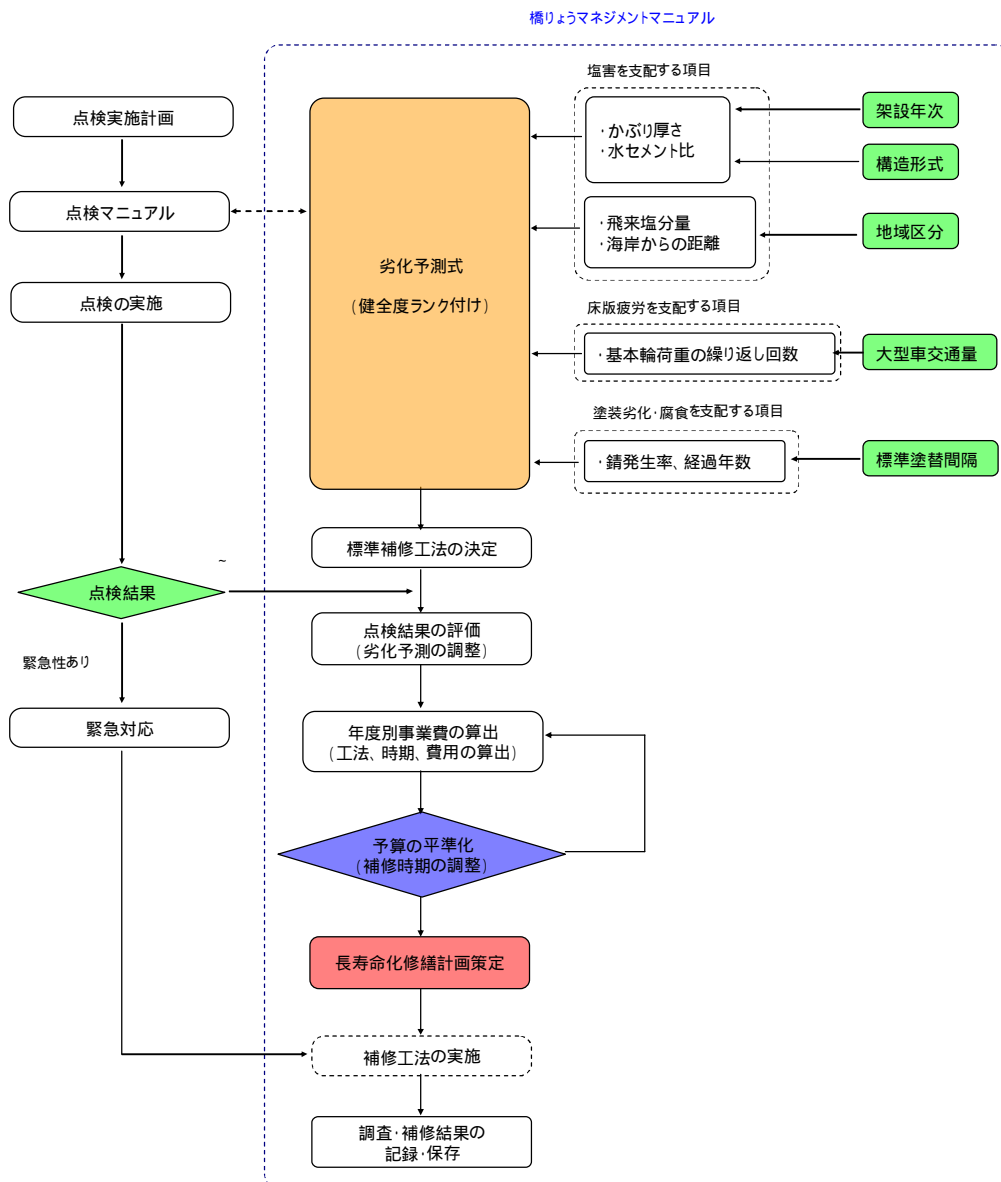 橋りょうマネジメントマニュアル
塩害を支配する項目
点検実施計画
・かぶり厚さ
・水セメント比
架設年次
構造形式
点検マニュアル
・飛来塩分量
・海岸からの距離
地域区分
劣化予測式
(健全度ランク付け)
点検の実施
床版疲労を支配する項目
・基本輪荷重の繰り返し回数
大型車交通量
塗装劣化・腐食を支配する項目
・錆発生率、経過年数
標準塗替間隔
標準補修工法の決定
~
点検結果
点検結果の評価
(劣化予測の調整)
緊急性あり
緊急対応
年度別事業費の算出
(工法、時期、費用の算出)
予算の平準化
(補修時期の調整)
長寿命化修繕計画策定
補修工法の実施
調査・補修結果の
記録・保存